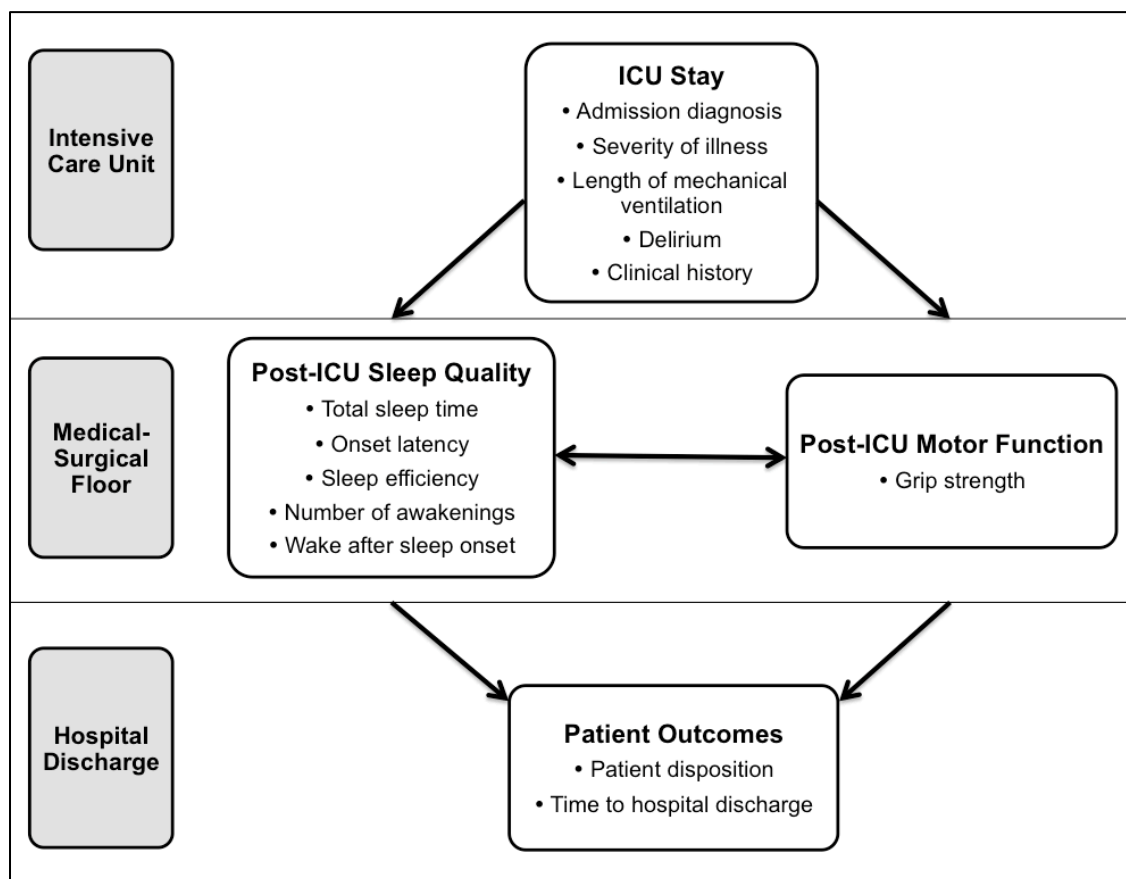 Intensive
Care Unit
ICU Stay
• Admission diagnosis
• Severity of illness
• Length of mechanical
ventilation
• Delirium
• Clinical history
Medical-
Surgical
Floor
Post-ICU Sleep Quality
• Total sleep time
• Onset latency
• Sleep efficiency
• Number of awakenings
• Wake after sleep onset
Post-ICU Motor Function
• Grip strength
Hospital
Discharge
Patient Outcomes
• Patient disposition
• Time to hospital discharge